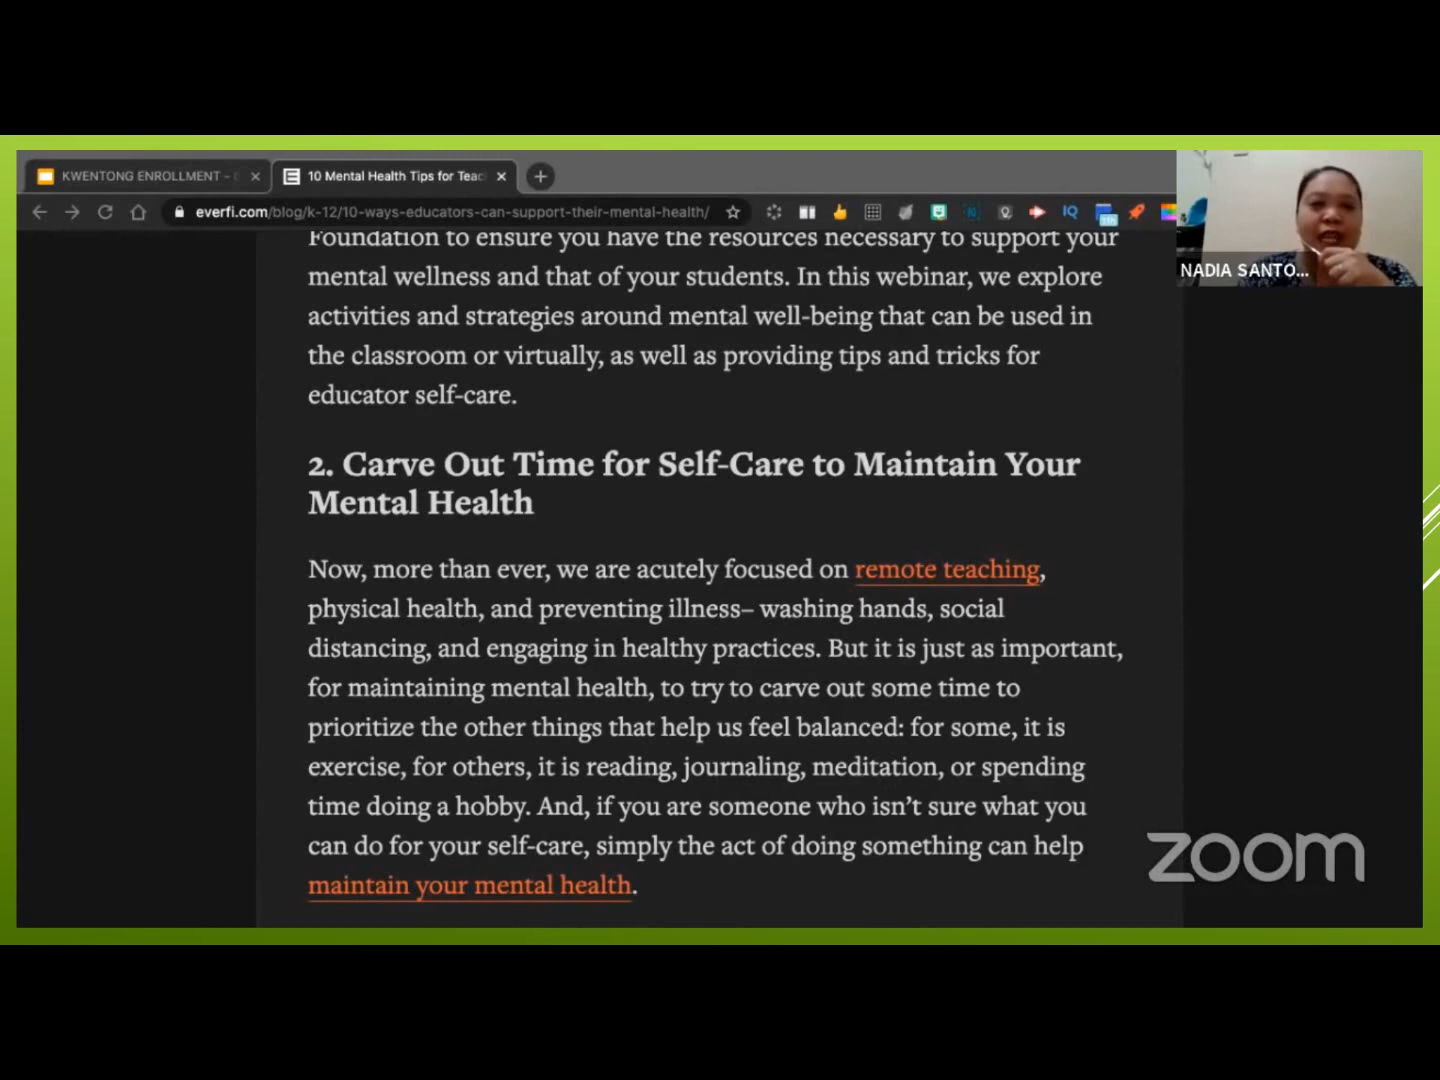 KWENTONG ENROLLMENT -
10 Mental Health Tips for Teac
everfi.com/blog/k-12/10-ways-educators-can-support-their-mental-health/
IQ
NADIA SANTO...
Foundation to ensure you have the resources necessary to support your
mental wellness and that of your students. In this webinar, we explore
activities and strategies around mental well-being that can be used in
the classroom or virtually, as well as providing tips and tricks for
educator self-care.
2. Carve Out Time for Self-Care to Maintain Your
Mental Health
Now, more than ever, we are acutely focused on remote teaching,
physical health, and preventing illness– washing hands, social
distancing, and engaging in healthy practices. But it is just as important,
for maintaining mental health, to try to carve out some time to
prioritize the other things that help us feel balanced: for some, it is
exercise, for others, it is reading, journaling, meditation, or spending
time doing a hobby. And, if you are someone who isn’t sure what you
can do for your self-care, simply the act of doing something can help
maintain your mental health.
zoom